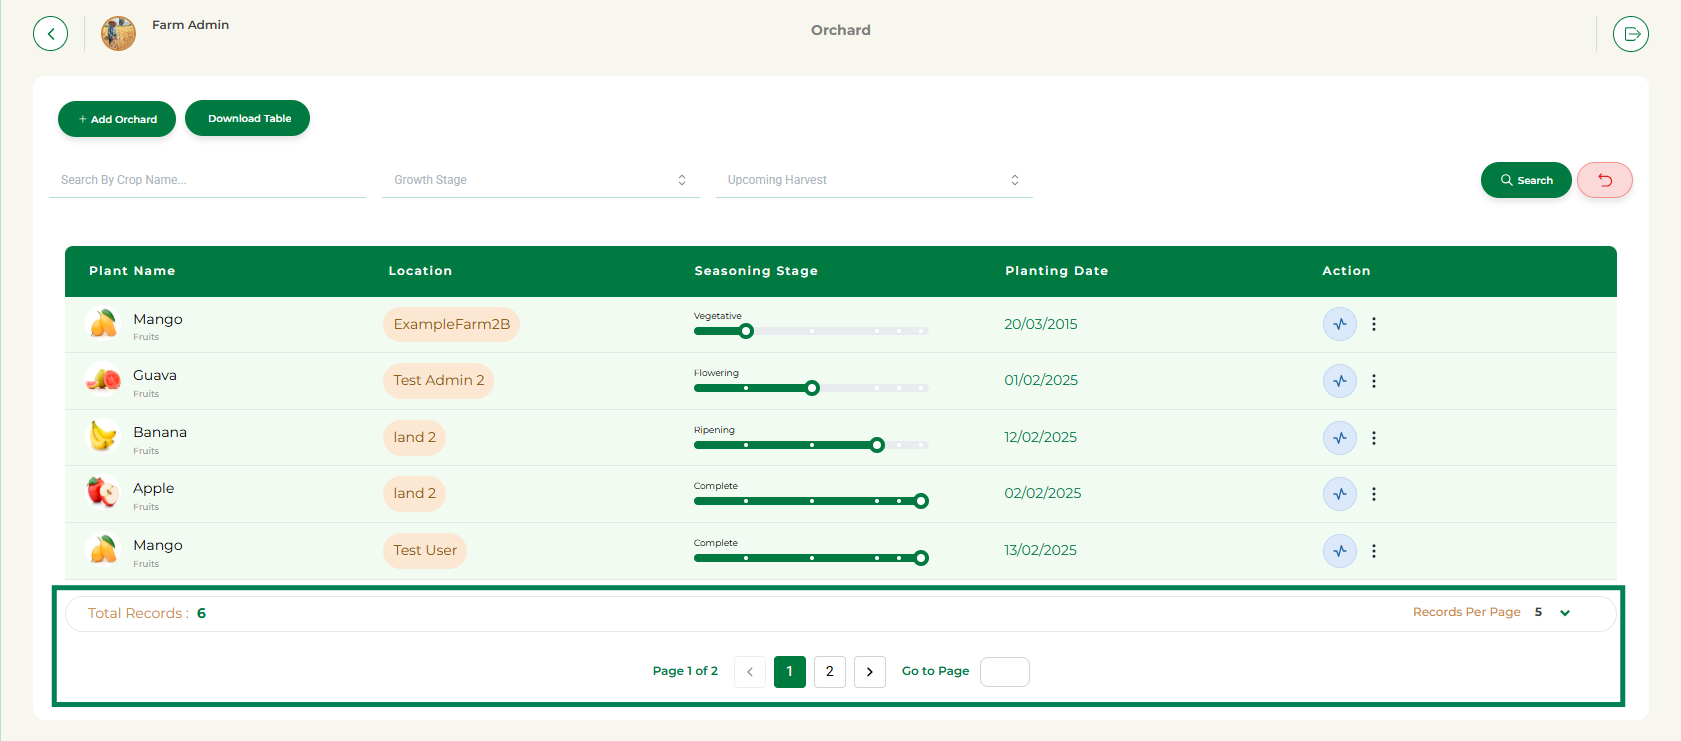 Farm Admin
Orchard
+ Add Orchard
Download Table
Search By Crop Name...
Growth Stage
Upcoming Harvest
Search
Plant Name Location Seasoning Stage Planting Date Action
Mango
Fruits
ExampleFarm2B
Vegetative
20/03/2015
Guava
Fruits
Test Admin 2
Flowering
01/02/2025
Banana
Fruits
land 2
Ripening
12/02/2025
Apple
Fruits
land 2
Complete
02/02/2025
Mango
Fruits
Test User
Complete
13/02/2025
Total Records : 6
Records Per Page 5
Page 1 of 2 < 1 2 > Go to Page